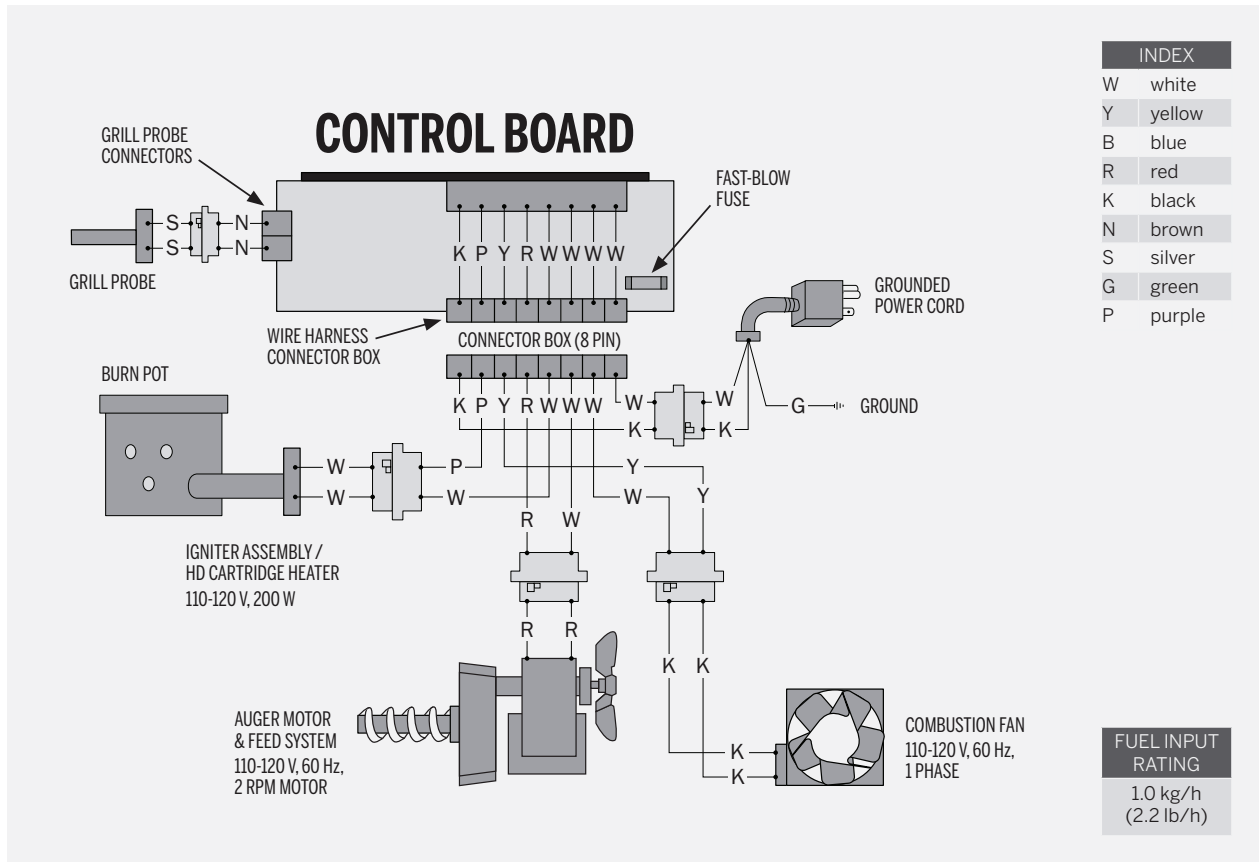 INDEX
W white
Y yellow
B blue
R red
K black
N brown
S silver
G green
P purple
CONTROL BOARD
GRILL PROBE
CONNECTORS
FAST-BLOW
FUSE
S N
S N
K P Y R W W W W
GRILL PROBE
GROUNDED
POWER CORD
WIRE HARNESS
CONNECTOR BOX
CONNECTOR BOX (8 PIN)
BURN POT
K P Y R W W W W W
G GROUND
K K
W P Y
W W W Y
R W
IGNITER ASSEMBLY /
HD CARTRIDGE HEATER
110-120 V, 200 W
R R
K K
AUGER MOTOR
& FEED SYSTEM
110-120 V, 60 Hz,
2 RPM MOTOR
K
K
COMBUSTION FAN
110-120 V, 60 Hz,
1 PHASE
FUEL INPUT
RATING
1.0 kg/h
(2.2 lb/h)